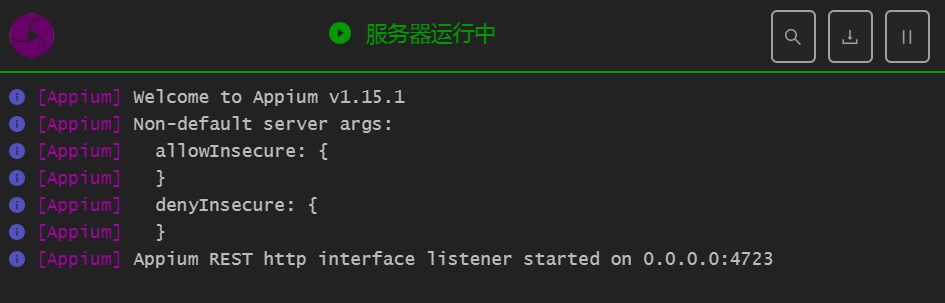 服务器运行中
[Appium] Welcome to Appium v1.15.1
[Appium] Non-default server args:
[Appium]   allowInsecure: {
[Appium]   }
[Appium]   denyInsecure: {
[Appium]   }
[Appium] Appium REST http interface listener started on 0.0.0.0:4723